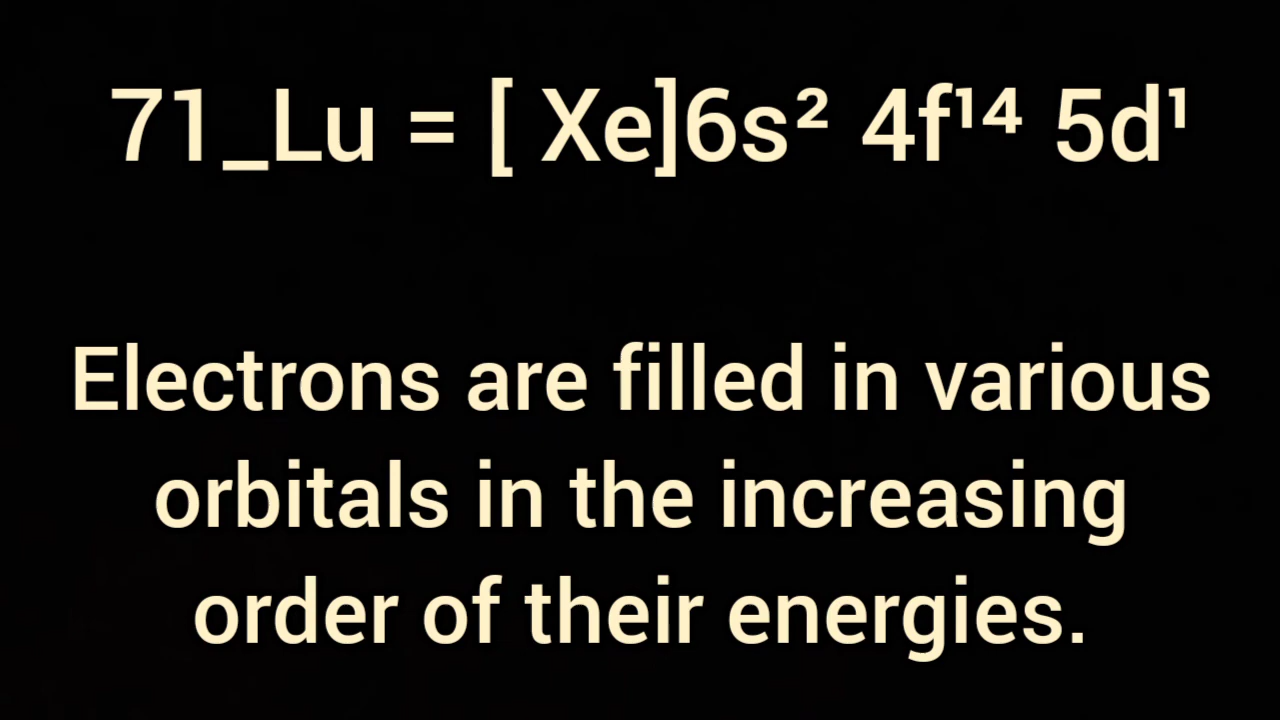 71_Lu = [ Xe]6s² 4f¹⁴ 5d¹
Electrons are filled in various
orbitals in the increasing
order of their energies.